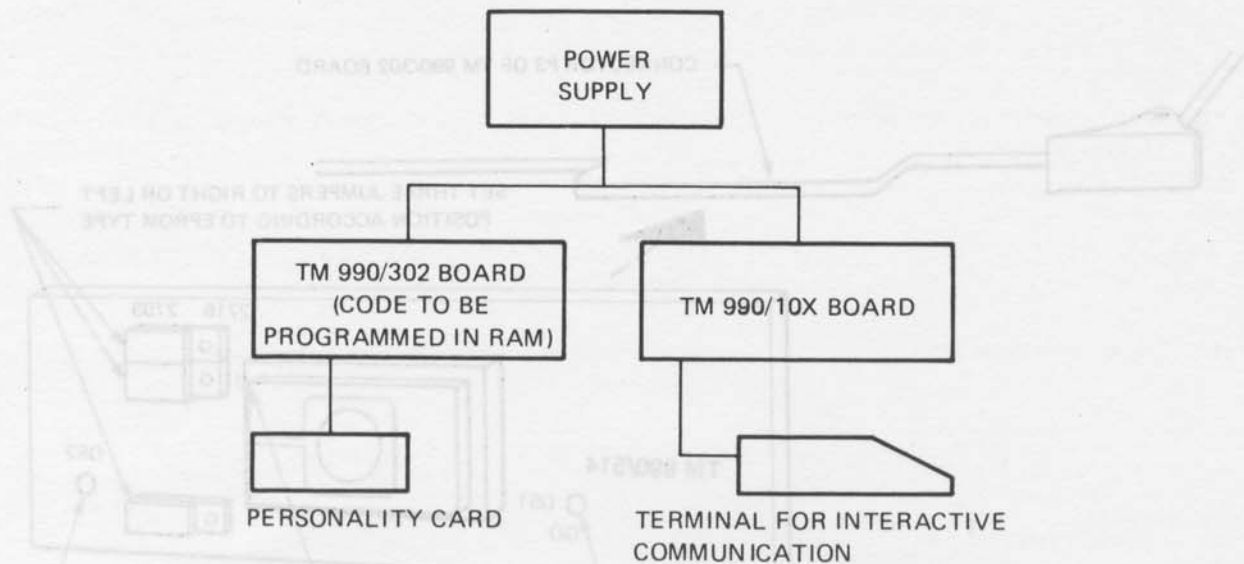 POWER
SUPPLY
TM 990/302 BOARD
(CODE TO BE
PROGRAMMED IN RAM)
TM 990/10X BOARD
PERSONALITY CARD
TERMINAL FOR INTERACTIVE
COMMUNICATION